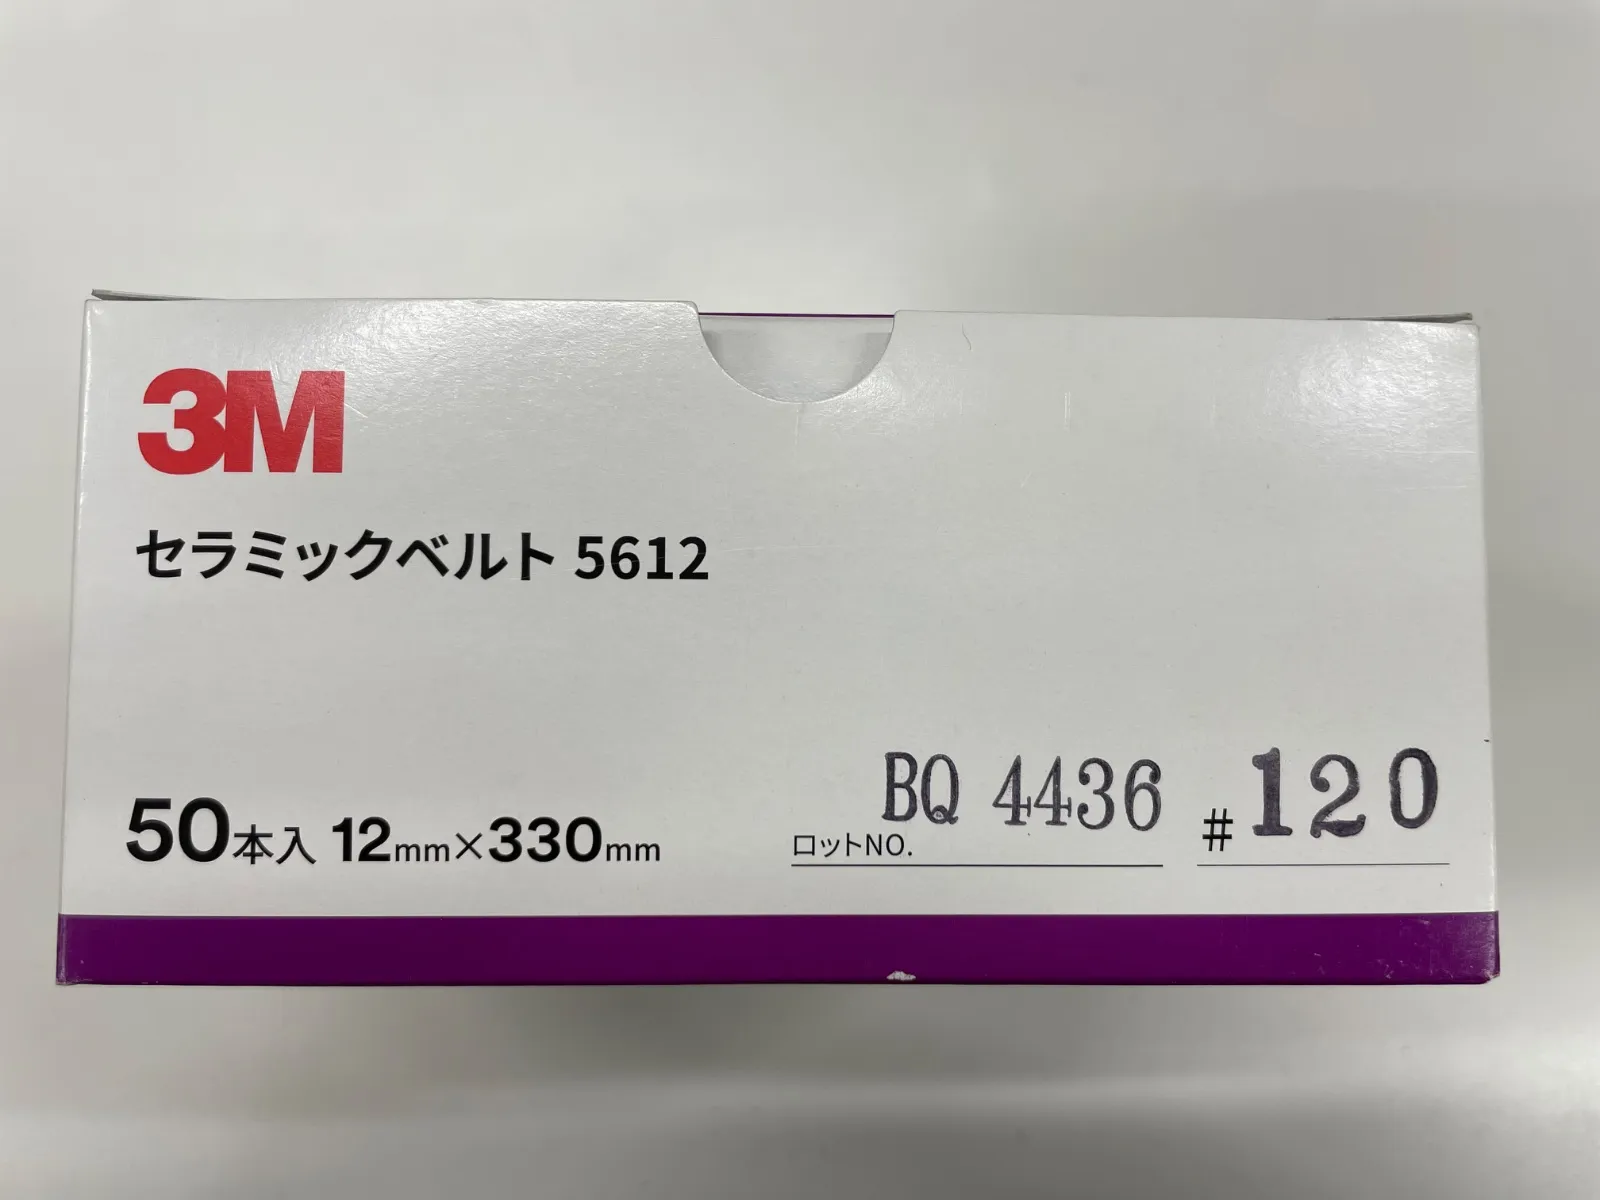 3M
セラミックベルト 5612
50本入 12mm×330mm
ロットNO. BQ 4436
# 120